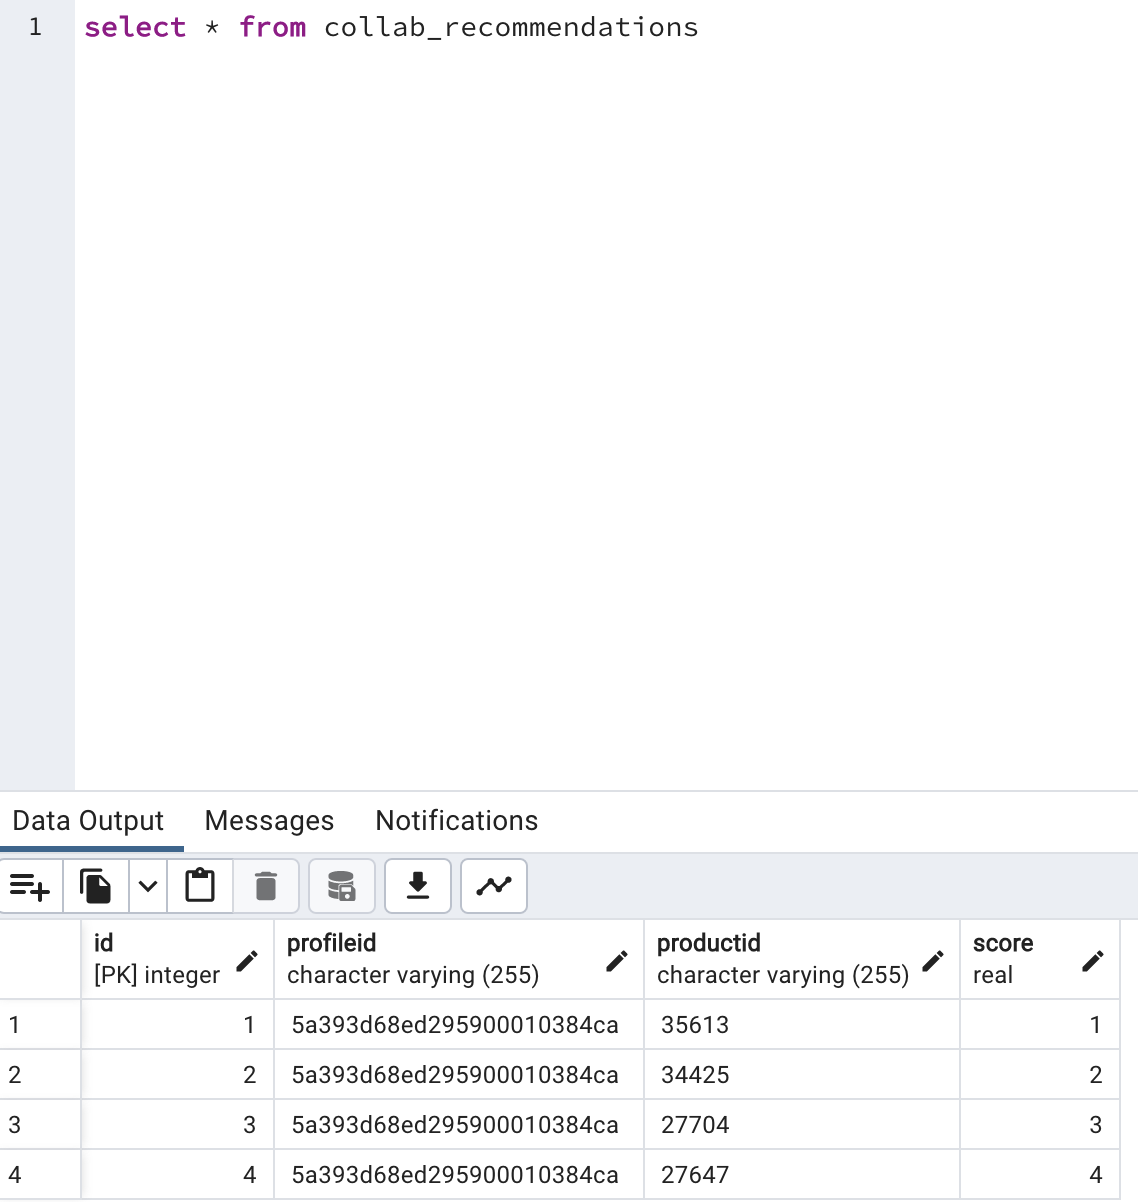 1 select * from collab_recommendations
Data Output Messages Notifications
id profileid productid score
[PK] integer character varying (255) character varying (255) real
1 1 5a393d68ed295900010384ca 35613 1
2 2 5a393d68ed295900010384ca 34425 2
3 3 5a393d68ed295900010384ca 27704 3
4 4 5a393d68ed295900010384ca 27647 4